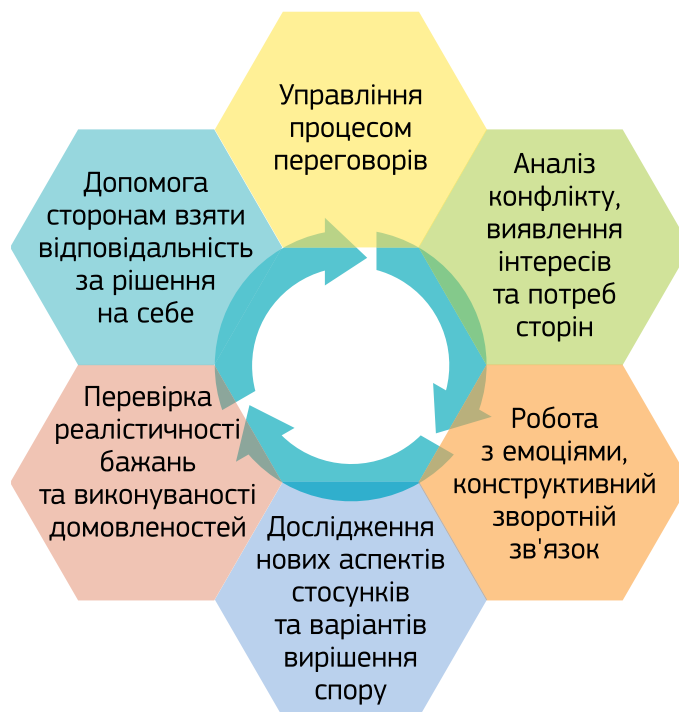 Управління
процесом
переговорів
Аналіз
конфлікту,
виявлення
інтересів
та потреб
сторін
Робота
з емоціями,
конструктивний
зворотній
зв'язок
Дослідження
нових аспектів
стосунків
та варіантів
вирішення
спору
Перевірка
реалістичності
бажань
та виконуваності
домовленостей
Допомога
сторонам взяти
відповідальність
за рішення
на себе